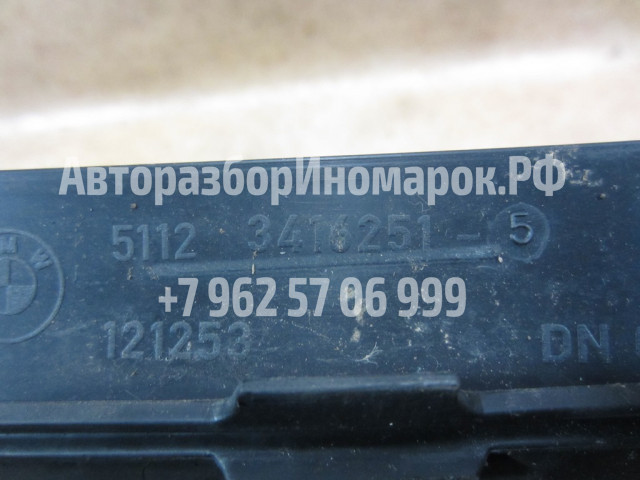 АвторазборИномарок.РФ
5112 3416251 - 5
+7 962 57 06 999
121253
DN